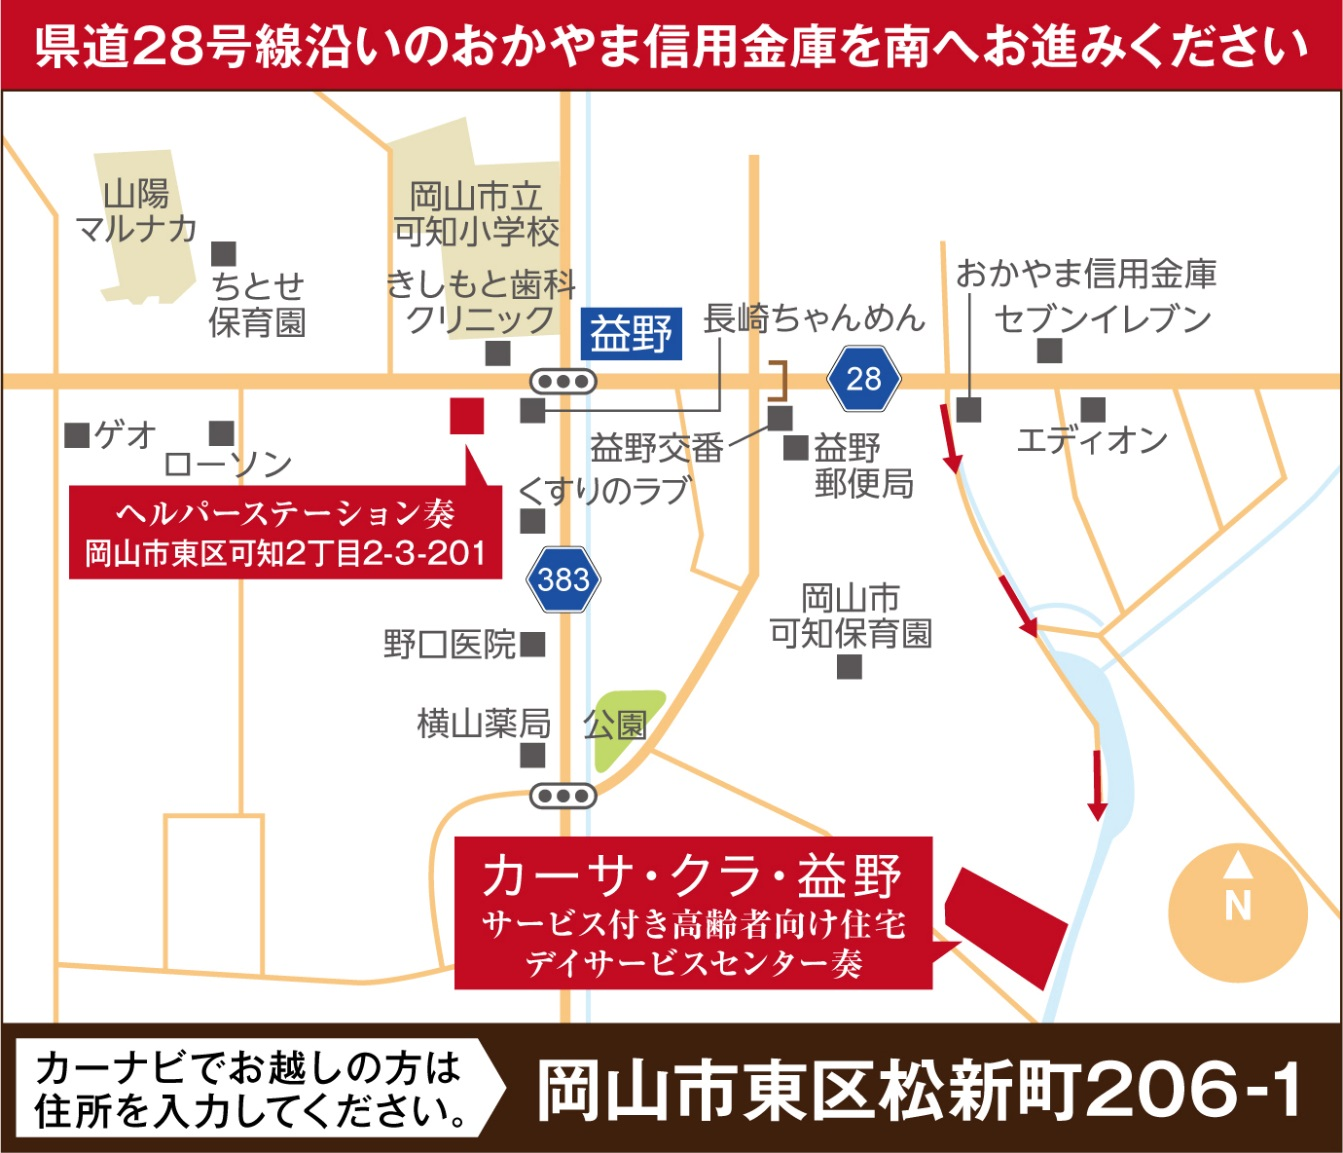 県道28号線沿いのおかやま信用金庫を南へお進みください
山陽
マルナカ
ちとせ
保育園
岡山市立
可知小学校
きしもと歯科
クリニック
益野
長崎ちゃんめん
28
おかやま信用金庫
セブンイレブン
ゲオ
ローソン
益野交番
益野
郵便局
エディオン
くすりのラブ
ヘルパーステーション奏
岡山市東区可知2丁目2-3-201
383
野口医院
岡山市
可知保育園
横山薬局
公園
カーサ・クラ・益野
サービス付き高齢者向け住宅
デイサービスセンター奏
N
カーナビでお越しの方は
住所を入力してください。
岡山市東区松新町206-1